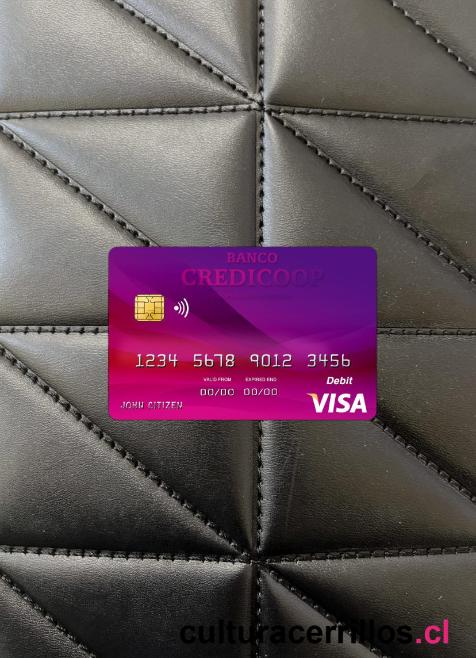 BANCO
CREDICOOP
1234 5678 9012 3456
VALID FROM EXPIRED END
00/00 00/00
Debit
JOHN CITIZEN
VISA
culturacerrillos.cl